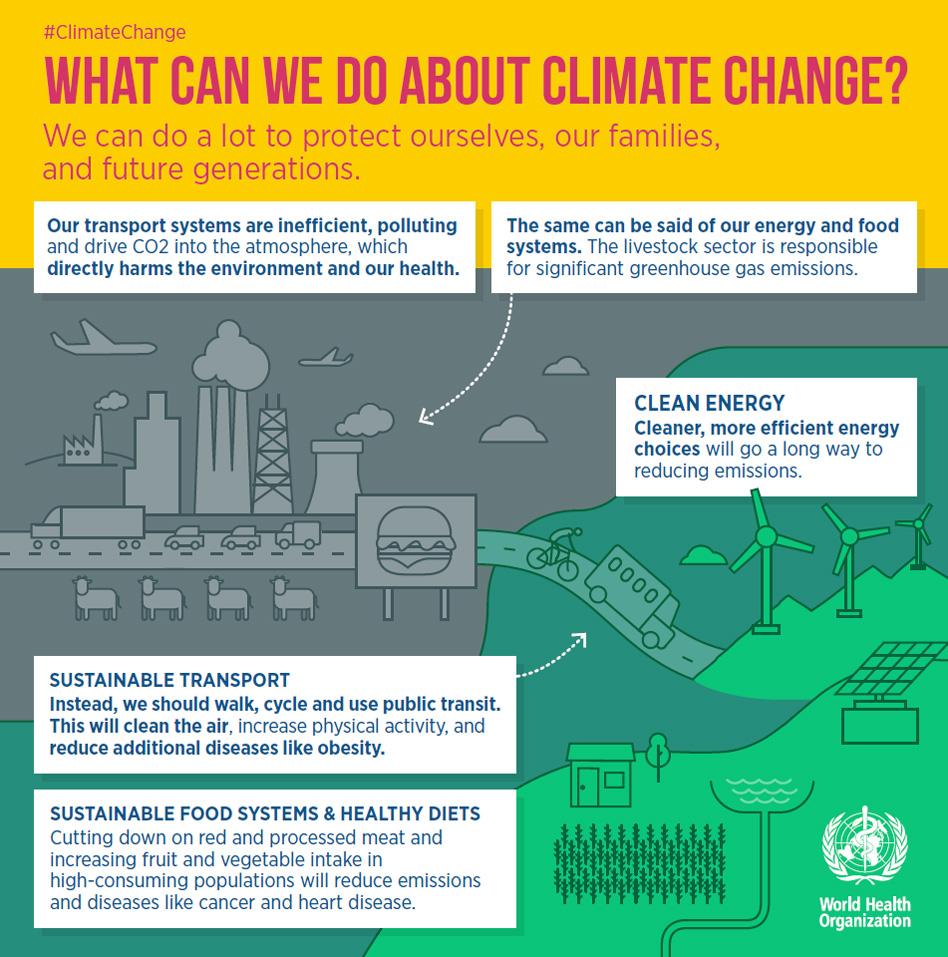 #ClimateChange
WHAT CAN WE DO ABOUT CLIMATE CHANGE?
We can do a lot to protect ourselves, our families,
and future generations.
Our transport systems are inefficient, polluting
and drive CO2 into the atmosphere, which
directly harms the environment and our health.
The same can be said of our energy and food
systems. The livestock sector is responsible
for significant greenhouse gas emissions.
CLEAN ENERGY
Cleaner, more efficient energy
choices will go a long way to
reducing emissions.
SUSTAINABLE TRANSPORT
Instead, we should walk, cycle and use public transit.
This will clean the air, increase physical activity, and
reduce additional diseases like obesity.
SUSTAINABLE FOOD SYSTEMS & HEALTHY DIETS
Cutting down on red and processed meat and
increasing fruit and vegetable intake in
high-consuming populations will reduce emissions
and diseases like cancer and heart disease.
World Health
Organization